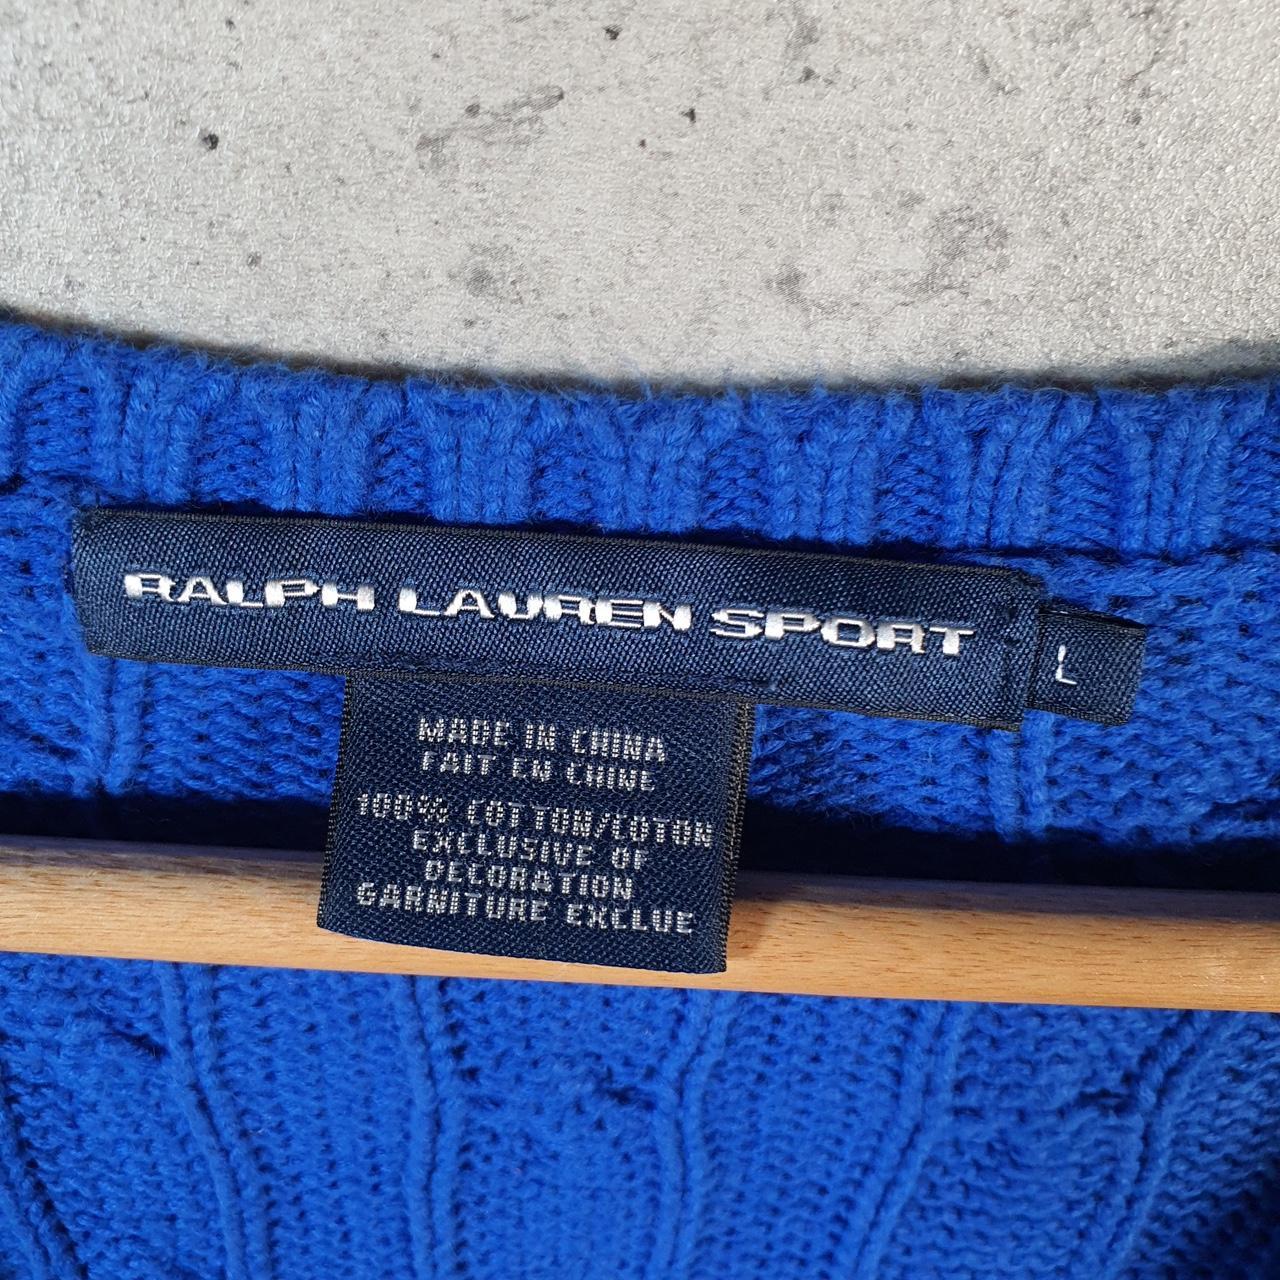 RALPH LAUREN SPORT
L
MADE IN CHINA
FAIT EN CHINE
100% COTTON/COTON
EXCLUSIVE OF
DECORATION
GARNITURE EXCLUE